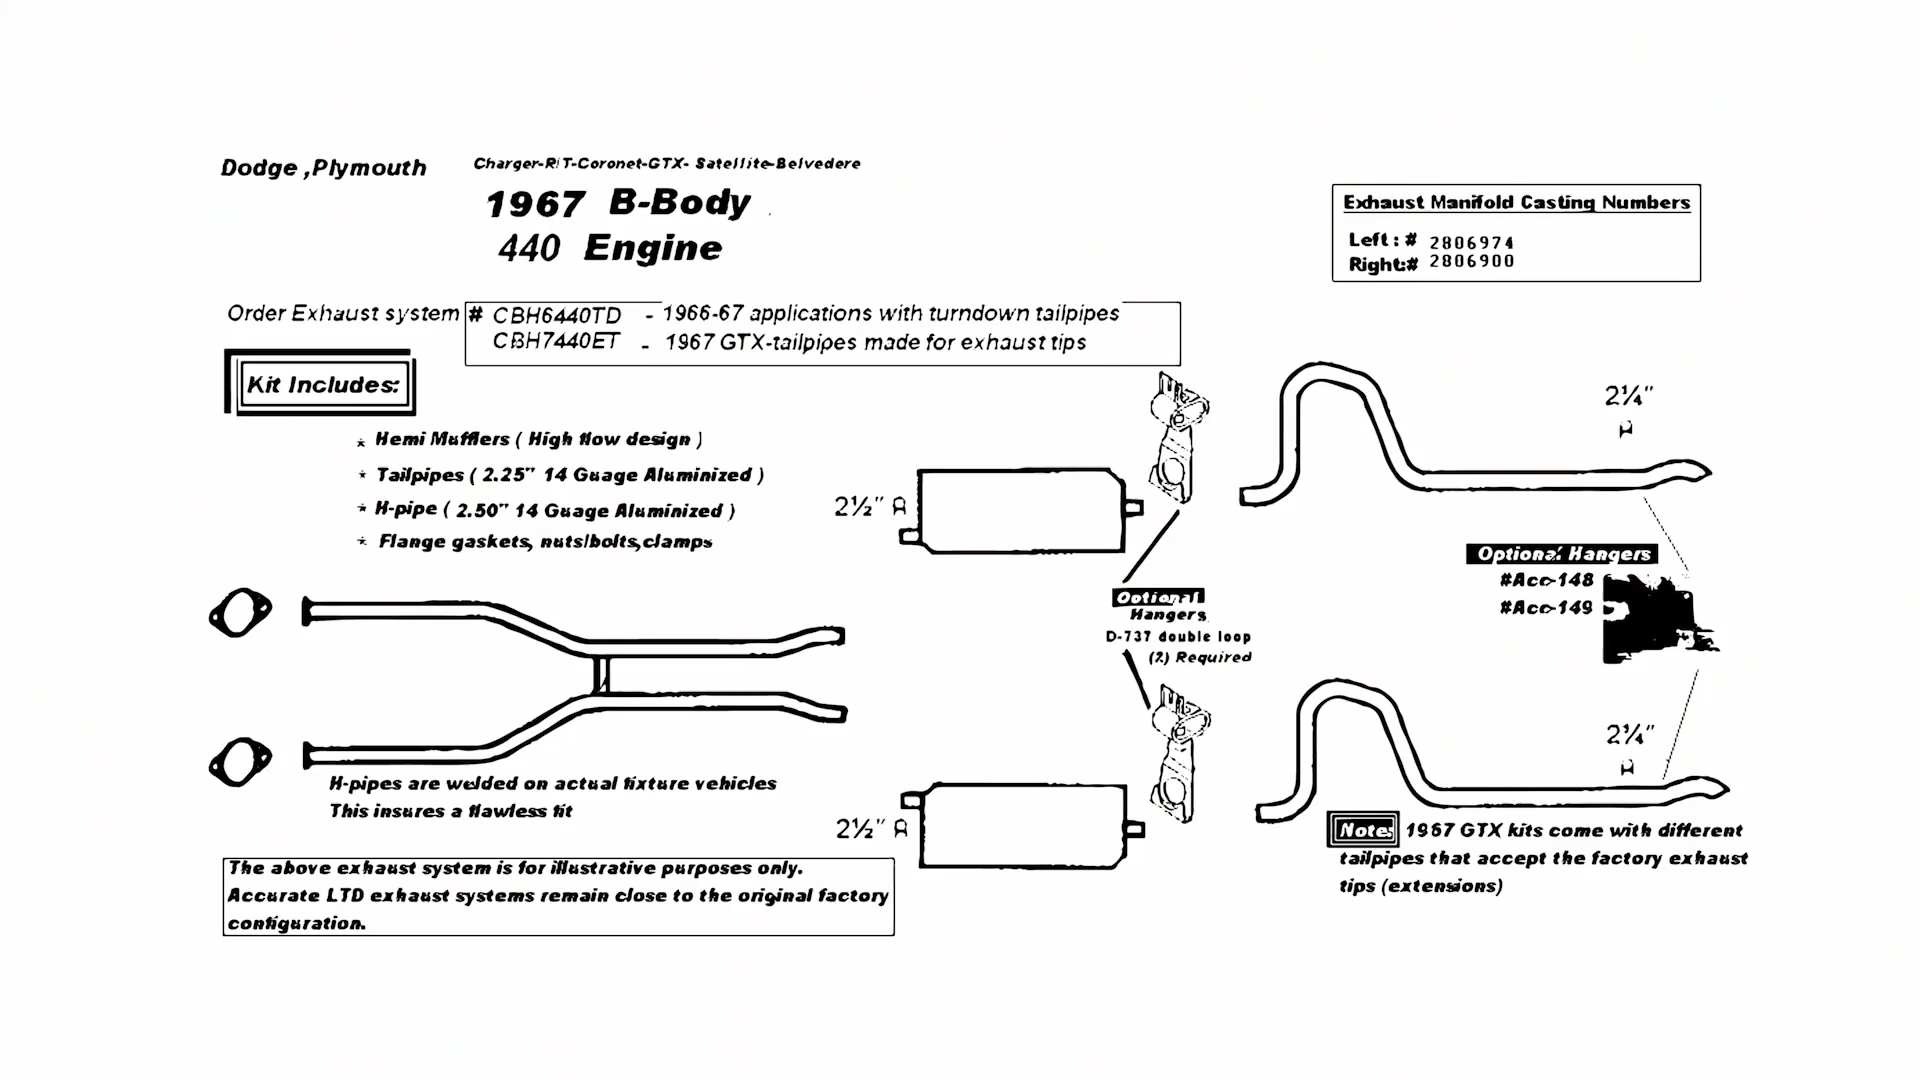 Dodge ,Plymouth
Charger-R/T-Coronet-GTX- Satellite-Belvedere
1967 B-Body
440 Engine
Exhaust Manifold Casting Numbers
Left : # 2806974
Right:# 2806900
Order Exhaust system # CBH6440TD - 1966-67 applications with turndown tailpipes
CBH7440ET - 1967 GTX-tailpipes made for exhaust tips
Kit Includes:
* Hemi Mufflers ( High flow design )
* Tailpipes ( 2.25" 14 Guage Aluminized )
* H-pipe ( 2.50" 14 Guage Aluminized )
* Flange gaskets, nuts/bolts,clamps
2½"
2¼"
Optional Hangers
#Acc-148
#Acc-149
Optional
Hangers
D-737 double loop
(2) Required
2¼"
H-pipes are welded on actual fixture vehicles
This insures a flawless fit
2½"
Note: 1967 GTX kits come with different
tailpipes that accept the factory exhaust
tips (extensions)
The above exhaust system is for illustrative purposes only.
Accurate LTD exhaust systems remain close to the original factory
configuration.